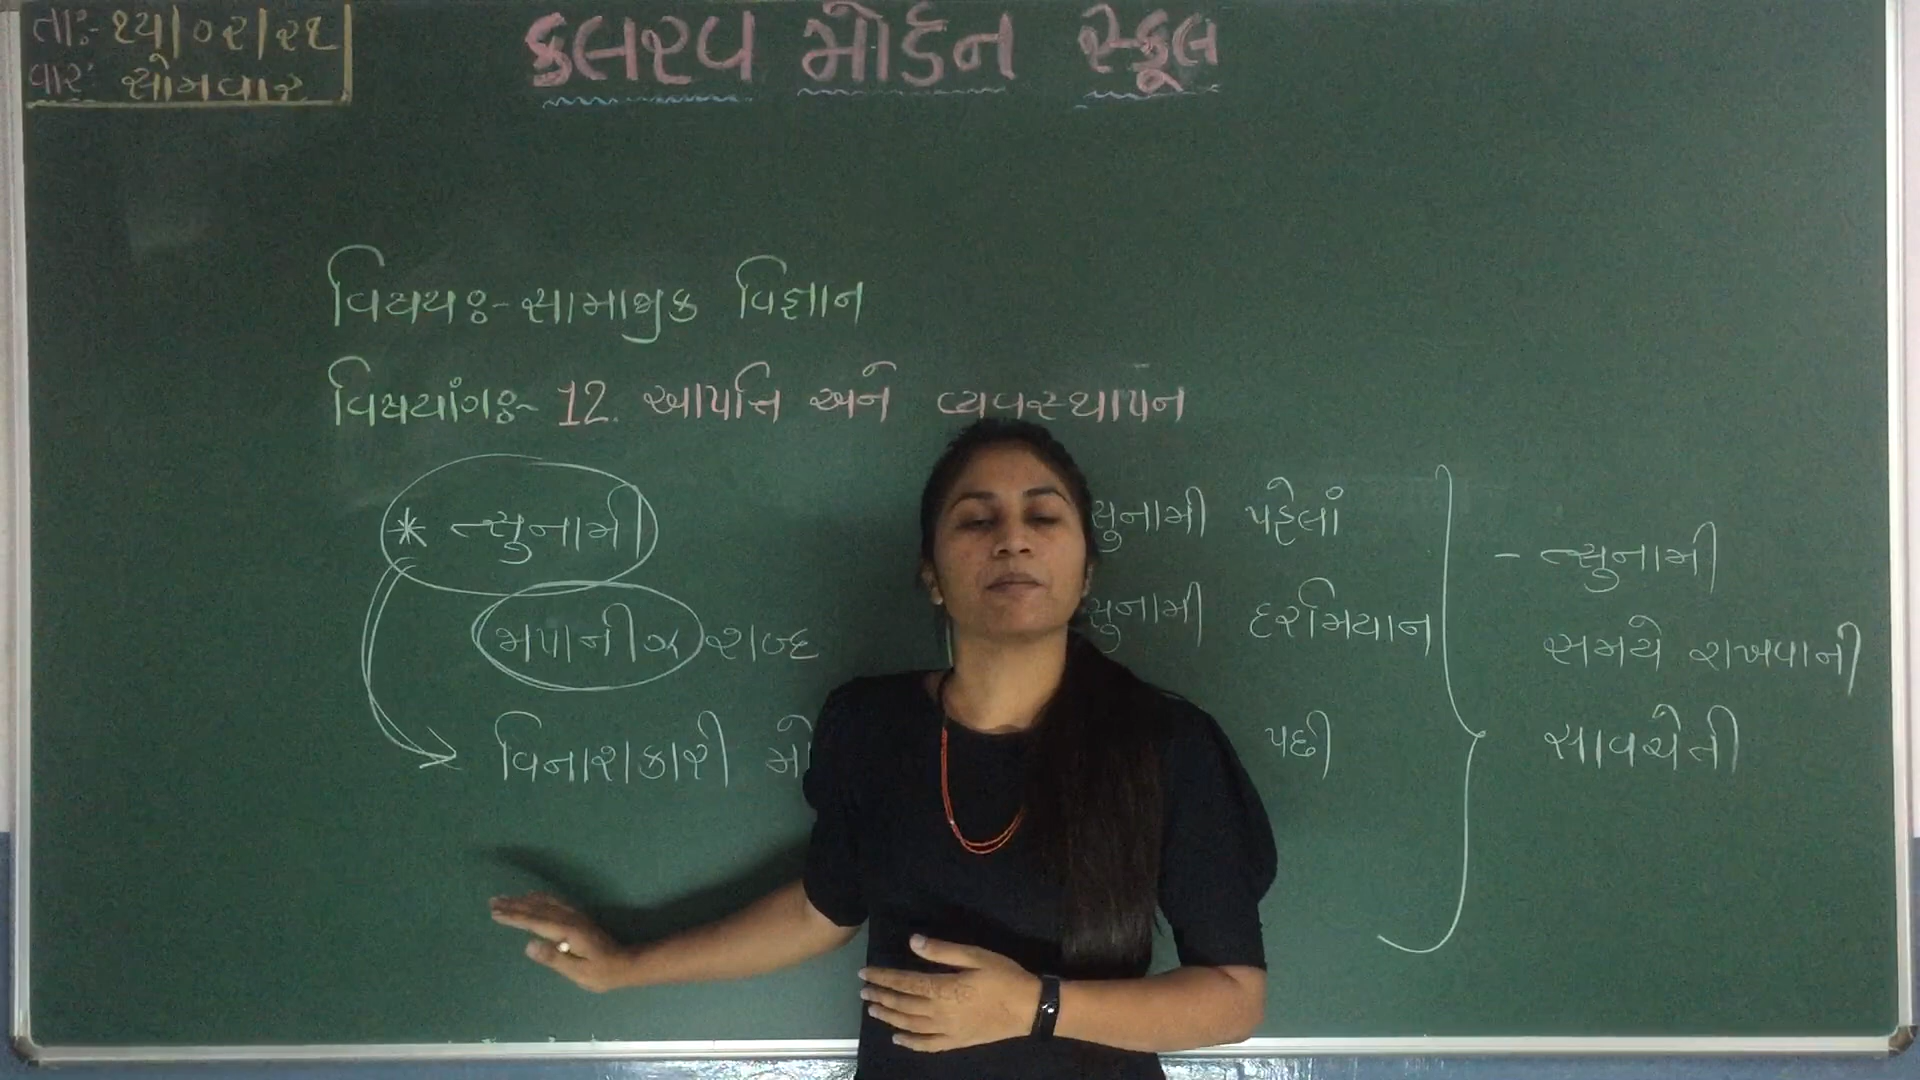 તા:- ૧૫/૦૨/૨૧
વાર: સોમવાર
કલરવ મોર્ડન સ્કૂલ
વિષયઃ- સામાજીક વિજ્ઞાન
વિષયાંગઃ- 12. આપત્તિ અને વ્યવસ્થાપન
* ત્સુનામી
જાપાનીઝ શબ્દ
વિનાશકારી મો
સુનામી પહેલાં
સુનામી દરમિયાન
પછી
- ત્સુનામી
સમયે રાખવાની
સાવચેતી